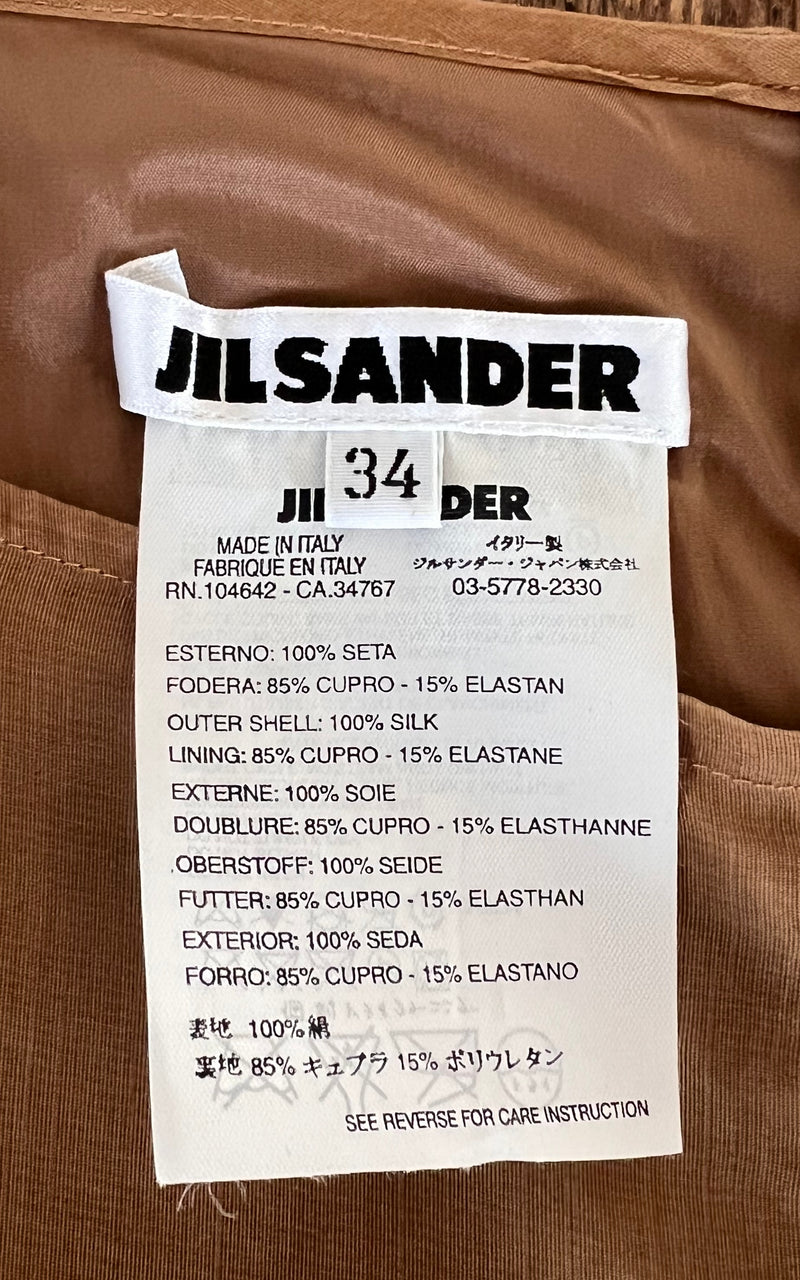 JILSANDER
34
JIL DER
MADE IN ITALY
FABRIQUE EN ITALY
RN.104642 - CA.34767
イタリー製
ジルサンダー・ジャパン株式会社
03-5778-2330
ESTERNO: 100% SETA
FODERA: 85% CUPRO - 15% ELASTAN
OUTER SHELL: 100% SILK
LINING: 85% CUPRO - 15% ELASTANE
EXTERNE: 100% SOIE
DOUBLURE: 85% CUPRO - 15% ELASTHANNE
OBERSTOFF: 100% SEIDE
FUTTER: 85% CUPRO - 15% ELASTHAN
EXTERIOR: 100% SEDA
FORRO: 85% CUPRO - 15% ELASTANO
表地 100% 絹
裏地 85% キュプラ 15% ポリウレタン
SEE REVERSE FOR CARE INSTRUCTION